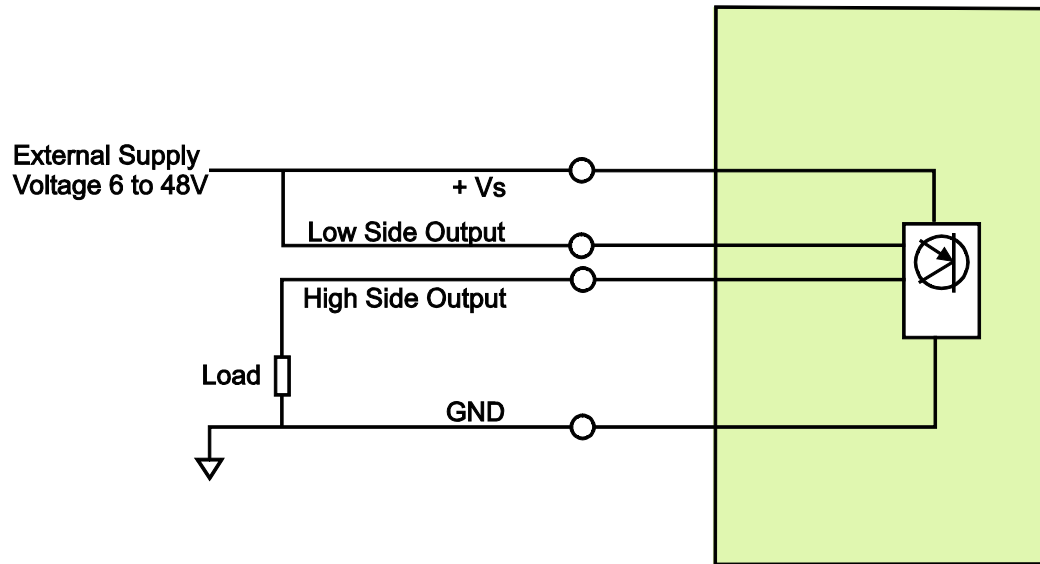 External Supply
Voltage 6 to 48V
+ Vs
Low Side Output
High Side Output
Load
GND